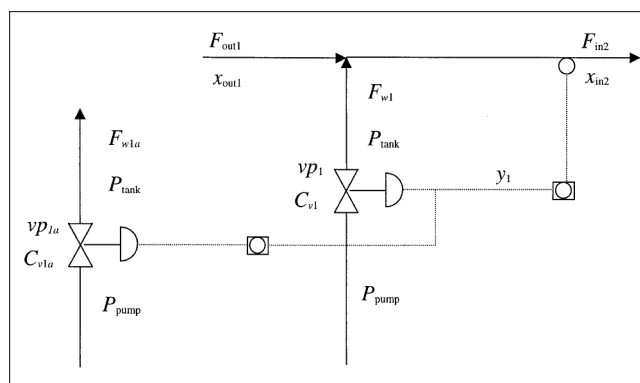 F_out1
F_in2
x_out1
x_in2
F_w1
F_w1a
P_tank
P_tank
vp_1
y_1
C_v1
vp_1a
C_v1a
P_pump
P_pump